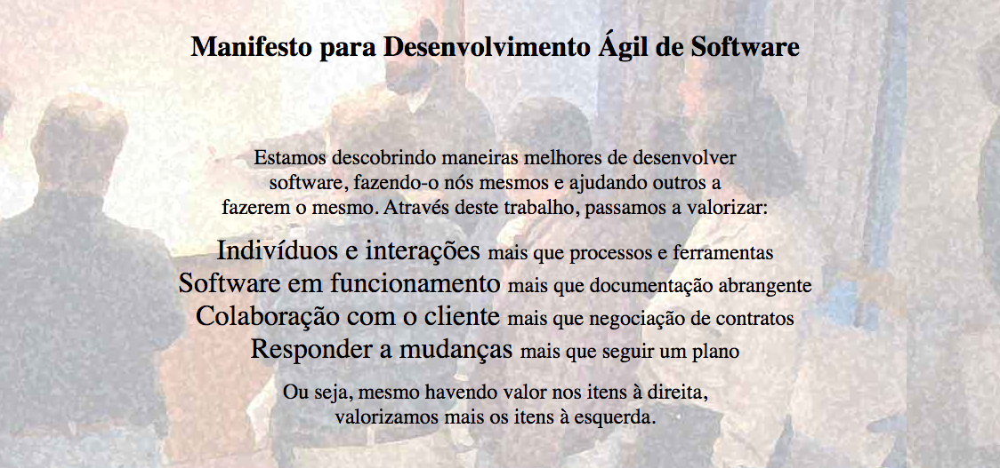 Manifesto para Desenvolvimento Ágil de Software
Estamos descobrindo maneiras melhores de desenvolver
software, fazendo-o nós mesmos e ajudando outros a
fazerem o mesmo. Através deste trabalho, passamos a valorizar:
Indivíduos e interações mais que processos e ferramentas
Software em funcionamento mais que documentação abrangente
Colaboração com o cliente mais que negociação de contratos
Responder a mudanças mais que seguir um plano
Ou seja, mesmo havendo valor nos itens à direita,
valorizamos mais os itens à esquerda.